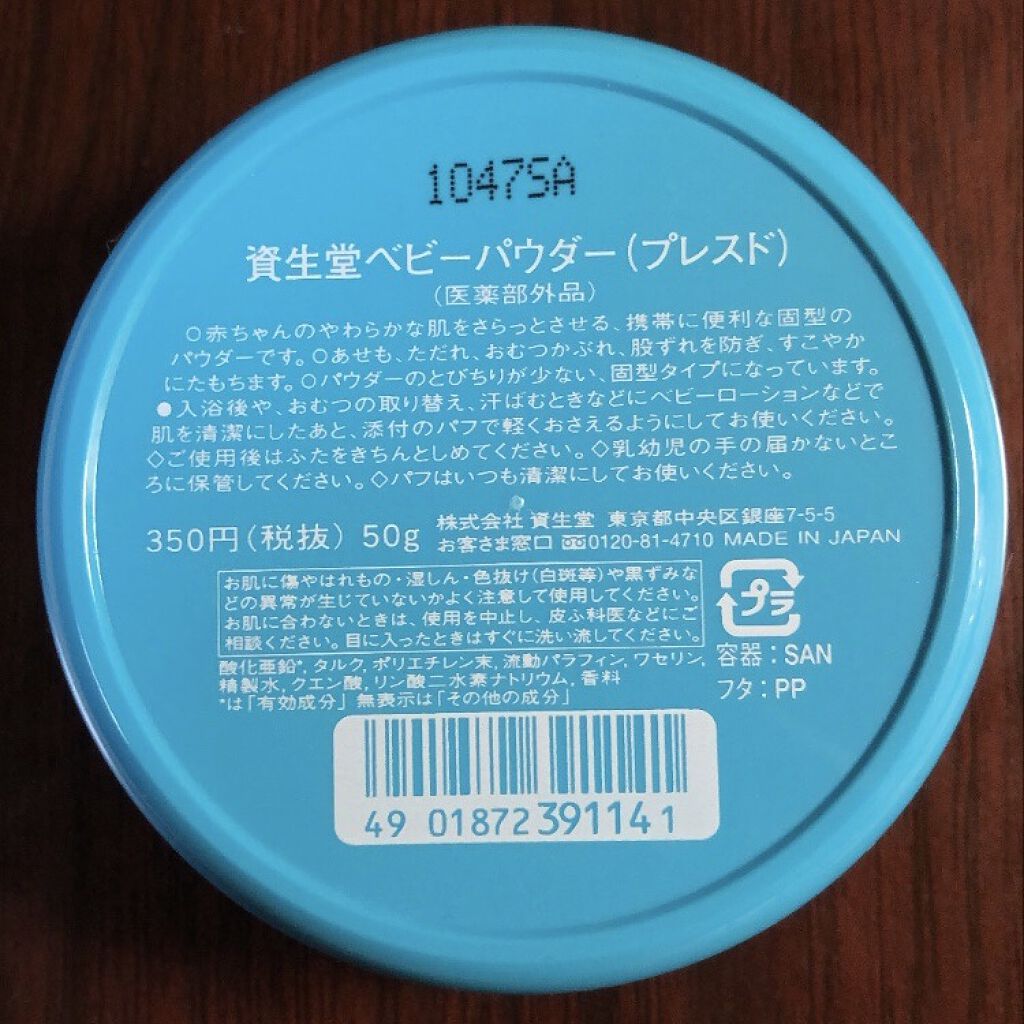 10475A
資生堂ベビーパウダー(プレスド)
(医薬部外品)
○赤ちゃんのやわらかな肌をさらっとさせる、携帯に便利な固型の
パウダーです。○あせも、ただれ、おむつかぶれ、股ずれを防ぎ、すこやか
にたもちます。○パウダーのとびちりが少ない、固型タイプになっています。
●入浴後や、おむつの取り替え、汗ばむときなどにベビーローションなどで
肌を清潔にしたあと、添付のパフで軽くおさえるようにしてお使いください。
◇ご使用後はふたをきちんとしめてください。◇乳幼児の手の届かないとこ
ろに保管してください。◇パフはいつも清潔にしてお使いください。
350円(税抜) 50g
株式会社 資生堂 東京都中央区銀座7-5-5
お客さま窓口 0120-81-4710 MADE IN JAPAN
お肌に傷やはれもの・湿しん・色抜け(白斑等)や黒ずみな
どの異常が生じていないかよく注意して使用してください。
お肌に合わないときは、使用を中止し、皮ふ科医などにご
相談ください。目に入ったときはすぐに洗い流してください。
プラ
容器:SAN
フタ:PP
酸化亜鉛*, タルク, ポリエチレン末, 流動パラフィン, ワセリン,
精製水, クエン酸, リン酸二水素ナトリウム, 香料
*は「有効成分」無表示は「その他の成分」
49 01872 39114 1